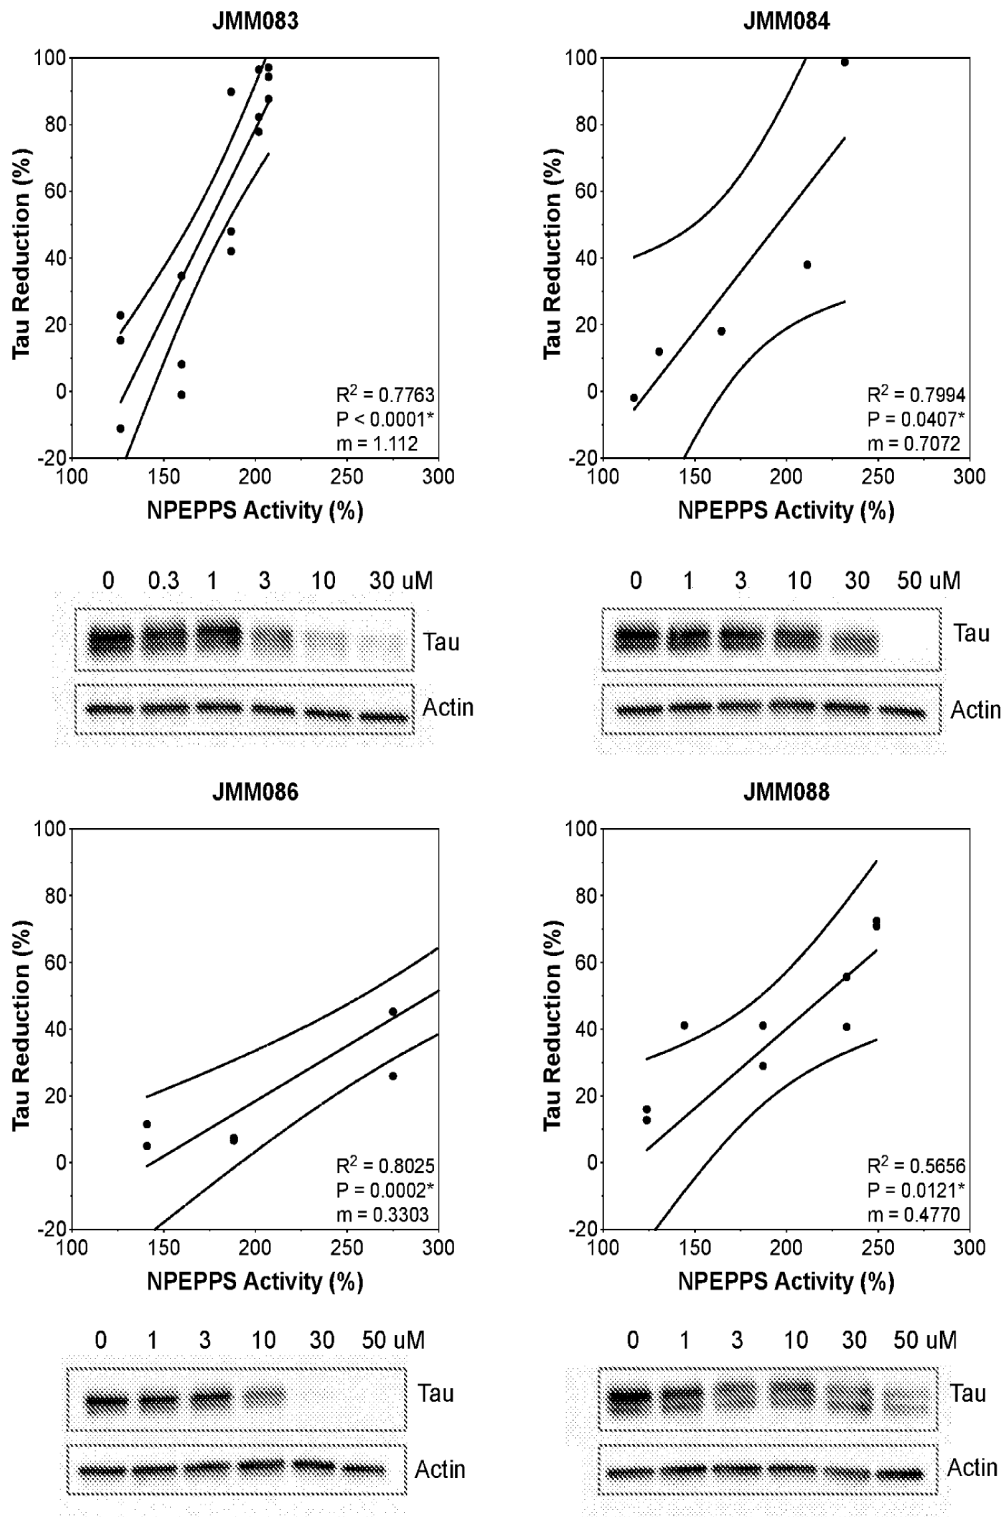 JMM083
Tau Reduction (%)
100
80
60
40
20
0
-20
R² = 0.7763
P < 0.0001*
m = 1.112
100 150 200 250 300
NPEPPS Activity (%)
JMM084
Tau Reduction (%)
100
80
60
40
20
0
-20
R² = 0.7994
P = 0.0407*
m = 0.7072
100 150 200 250 300
NPEPPS Activity (%)
0 0.3 1 3 10 30 uM
Tau
Actin
0 1 3 10 30 50 uM
Tau
Actin
JMM086
Tau Reduction (%)
100
80
60
40
20
0
-20
R² = 0.8025
P = 0.0002*
m = 0.3303
100 150 200 250 300
NPEPPS Activity (%)
JMM088
Tau Reduction (%)
100
80
60
40
20
0
-20
R² = 0.5656
P = 0.0121*
m = 0.4770
100 150 200 250 300
NPEPPS Activity (%)
0 1 3 10 30 50 uM
Tau
Actin
0 1 3 10 30 50 uM
Tau
Actin